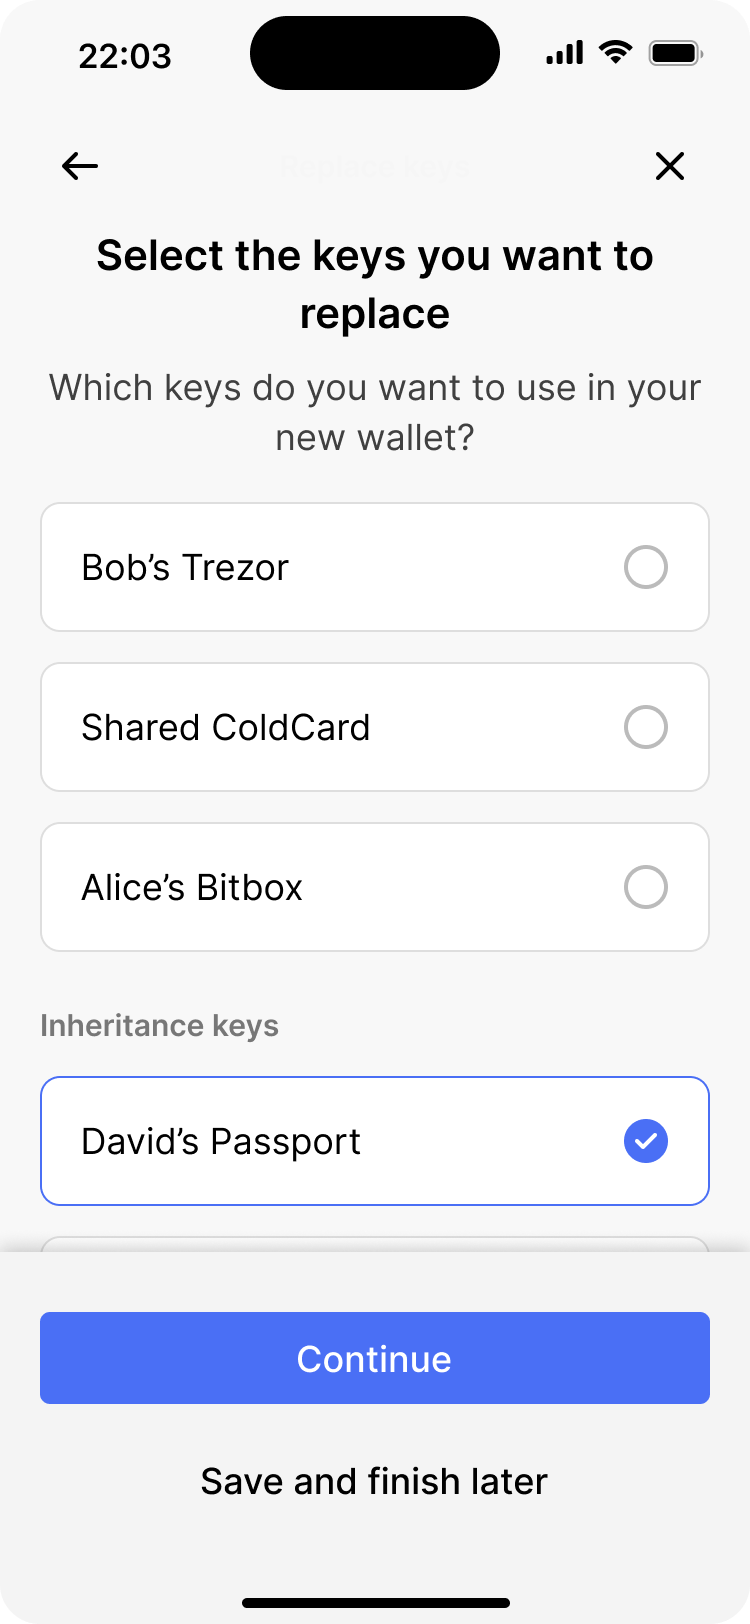 22:03
Replace keys
Select the keys you want to
replace
Which keys do you want to use in your
new wallet?
Bob’s Trezor
Shared ColdCard
Alice’s Bitbox
Inheritance keys
David’s Passport
Continue
Save and finish later